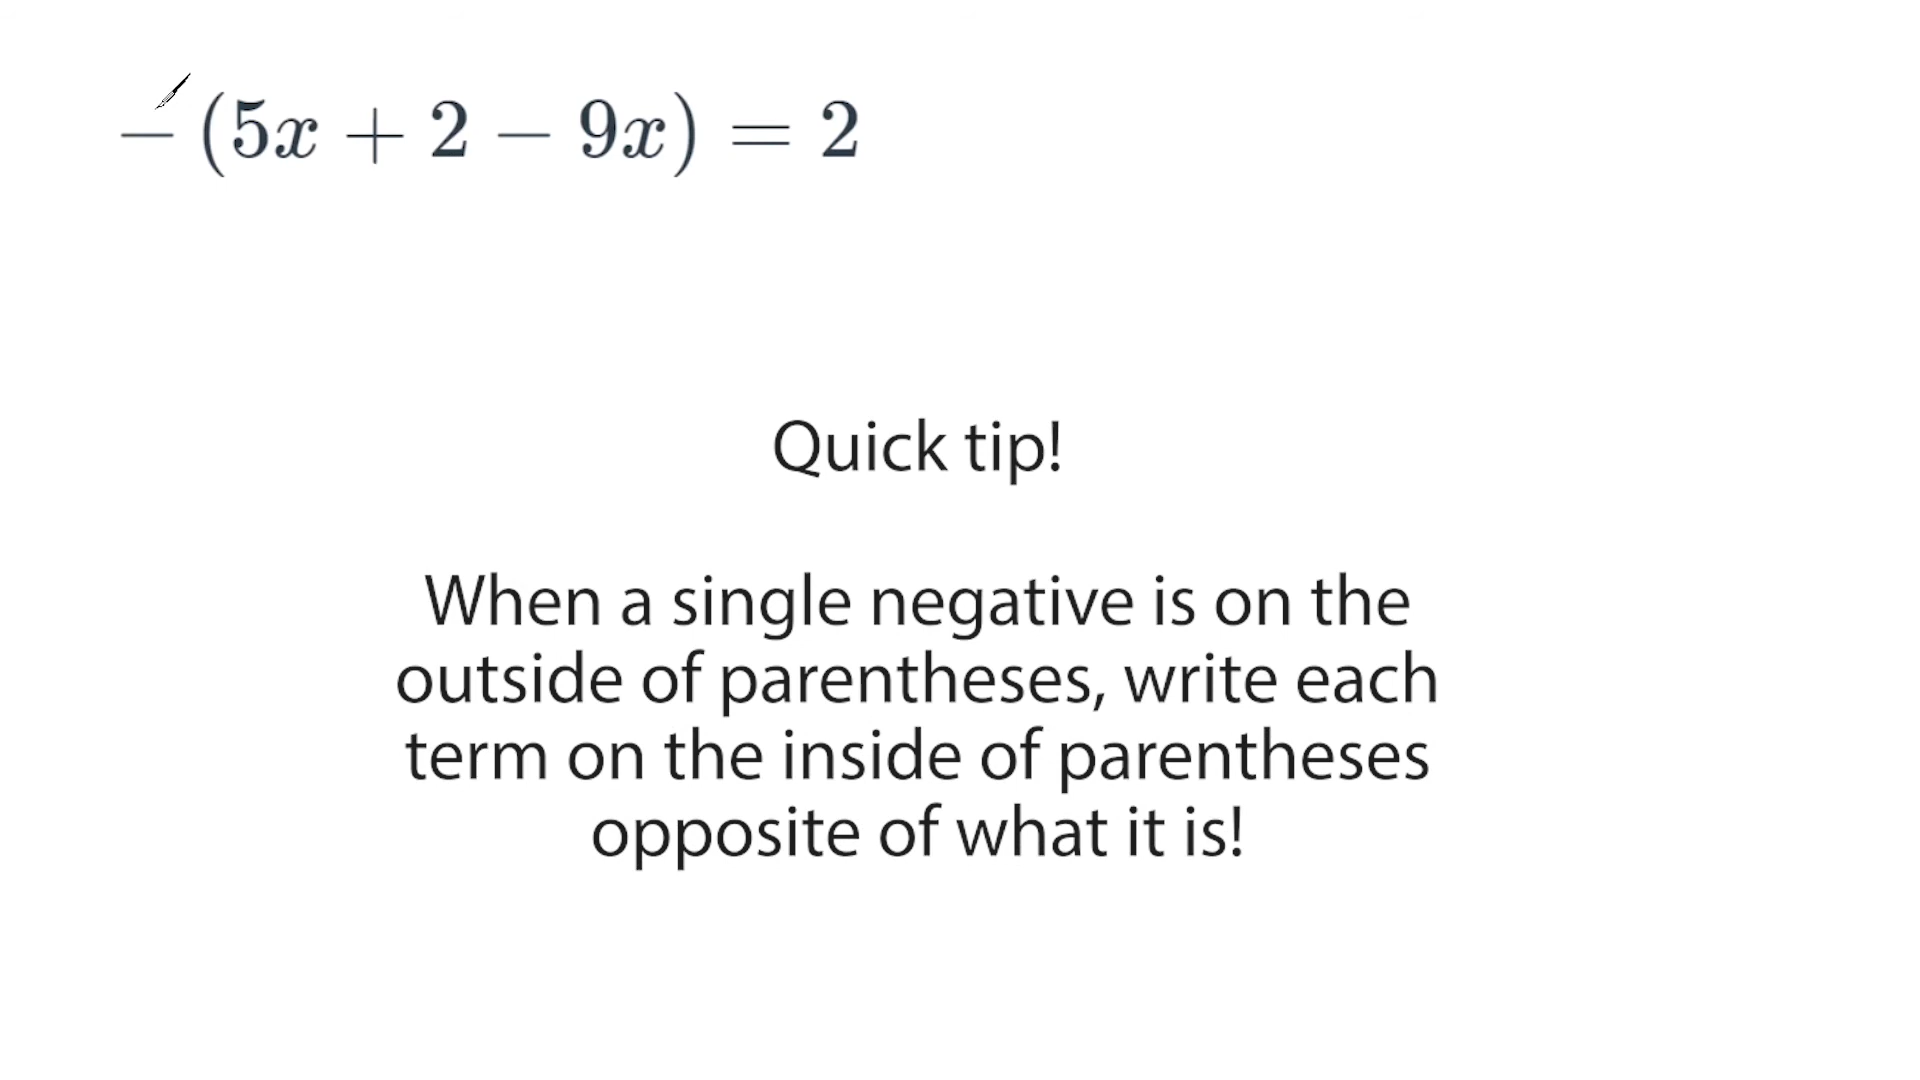 − (5x + 2 − 9x) = 2
Quick tip!
When a single negative is on the
outside of parentheses, write each
term on the inside of parentheses
opposite of what it is!